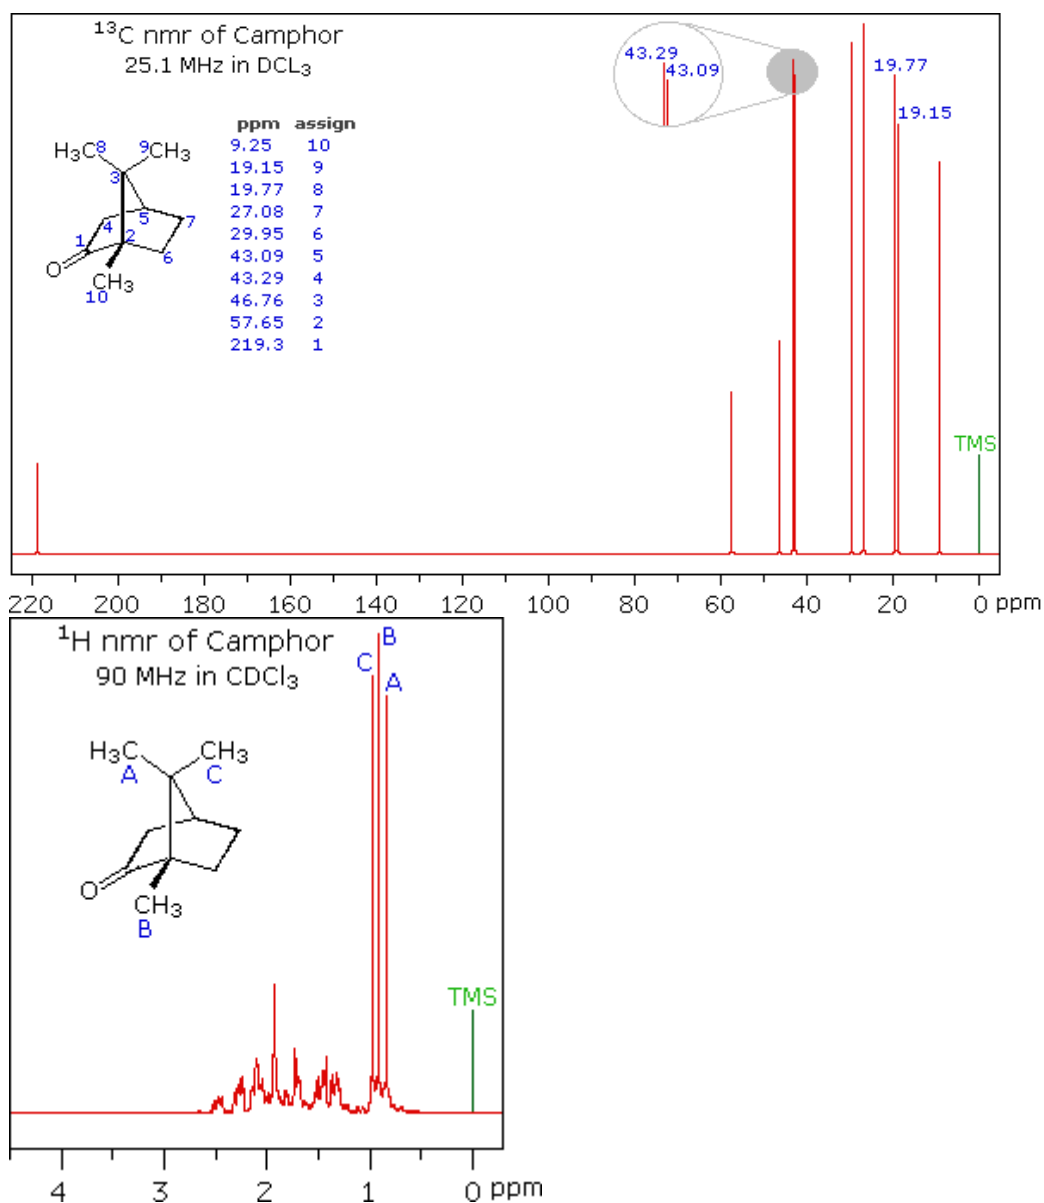 ¹³C nmr of Camphor
25.1 MHz in DCL₃
43.29
43.09
19.77
19.15
ppm assign
9.25 10
19.15 9
19.77 8
27.08 7
29.95 6
43.09 5
43.29 4
46.76 3
57.65 2
219.3 1
H₃C 8 9 CH₃
3
4 5 7
1 2 6
O
CH₃
10
TMS
220 200 180 160 140 120 100 80 60 40 20 0 ppm
¹H nmr of Camphor
90 MHz in CDCl₃
B
C
A
H₃C CH₃
A C
O
CH₃
B
TMS
4 3 2 1 0 ppm